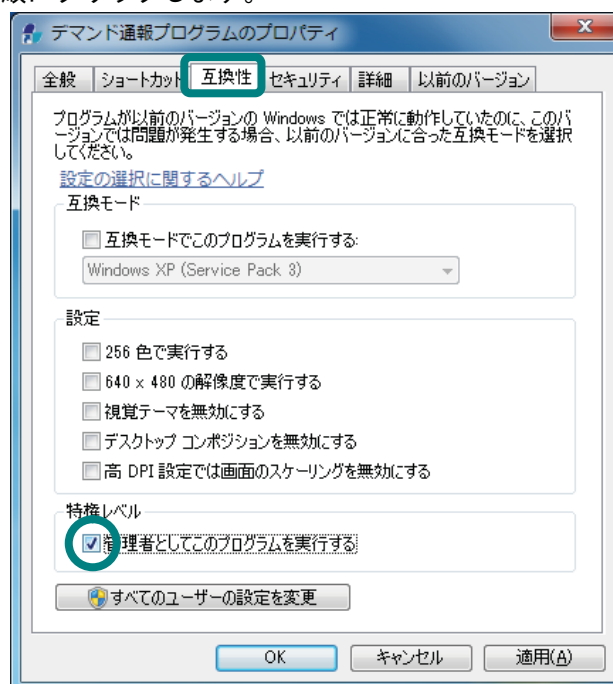 デマンド通報プログラムのプロパティ
全般 ショートカット 互換性 セキュリティ 詳細 以前のバージョン
プログラムが以前のバージョンの Windows では正常に動作していたのに、このバ
ージョンでは問題が発生する場合、以前のバージョンに合った互換モードを選択
してください。
設定の選択に関するヘルプ
互換モード
互換モードでこのプログラムを実行する:
Windows XP (Service Pack 3)
設定
256 色で実行する
640 x 480 の解像度で実行する
視覚テーマを無効にする
デスクトップ コンポジションを無効にする
高 DPI 設定では画面のスケーリングを無効にする
特権レベル
管理者としてこのプログラムを実行する
すべてのユーザーの設定を変更
OK キャンセル 適用(A)